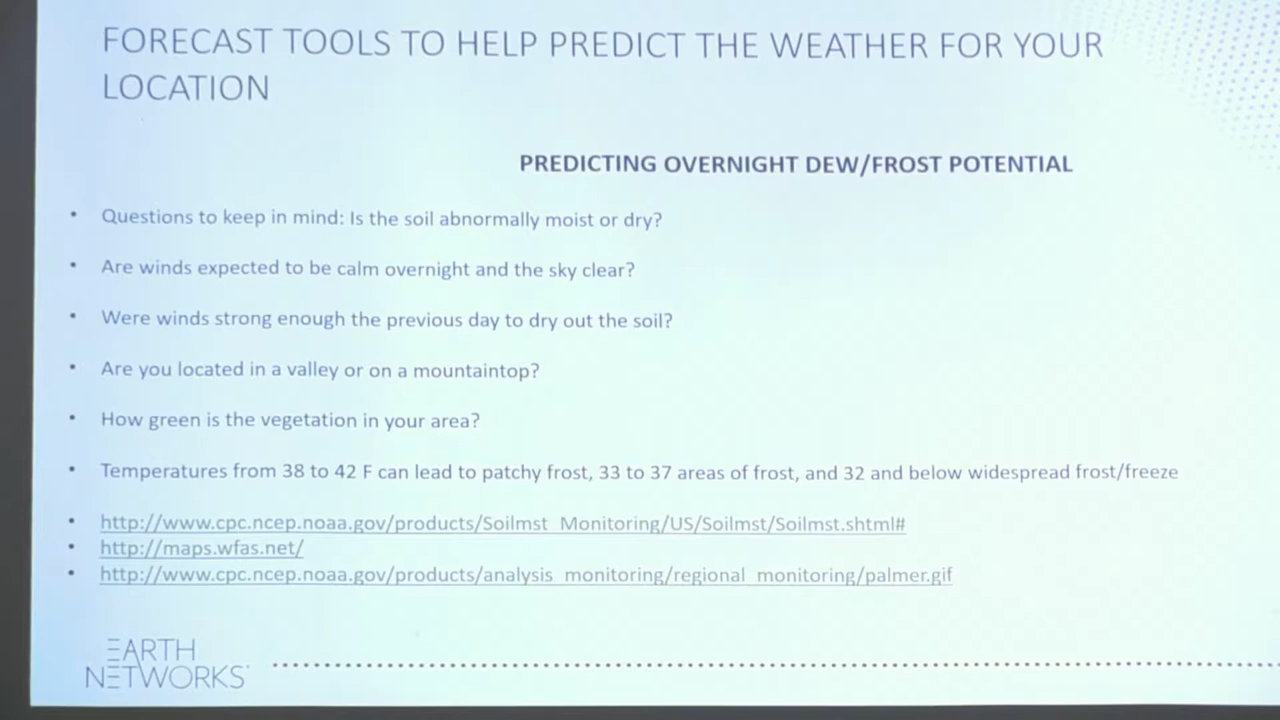 FORECAST TOOLS TO HELP PREDICT THE WEATHER FOR YOUR
LOCATION
PREDICTING OVERNIGHT DEW/FROST POTENTIAL
• Questions to keep in mind: Is the soil abnormally moist or dry?
• Are winds expected to be calm overnight and the sky clear?
• Were winds strong enough the previous day to dry out the soil?
• Are you located in a valley or on a mountaintop?
• How green is the vegetation in your area?
• Temperatures from 38 to 42 F can lead to patchy frost, 33 to 37 areas of frost, and 32 and below widespread frost/freeze
• http://www.cpc.ncep.noaa.gov/products/Soilmst_Monitoring/US/Soilmst/Soilmst.shtml#
• http://maps.wfas.net/
• http://www.cpc.ncep.noaa.gov/products/analysis_monitoring/regional_monitoring/palmer.gif
EARTH
NETWORKS